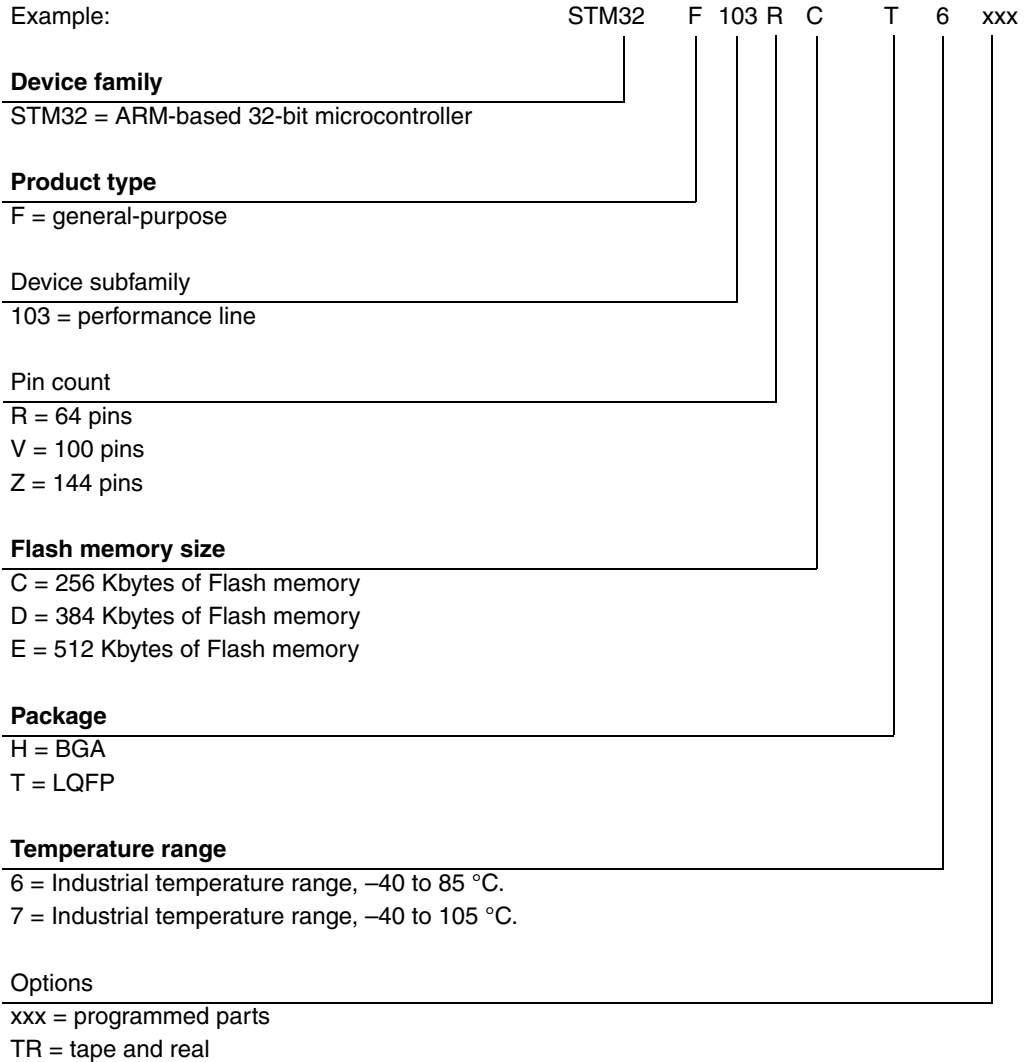 Example: STM32 F 103 R C T 6 xxx
Device family
STM32 = ARM-based 32-bit microcontroller
Product type
F = general-purpose
Device subfamily
103 = performance line
Pin count
R = 64 pins
V = 100 pins
Z = 144 pins
Flash memory size
C = 256 Kbytes of Flash memory
D = 384 Kbytes of Flash memory
E = 512 Kbytes of Flash memory
Package
H = BGA
T = LQFP
Temperature range
6 = Industrial temperature range, –40 to 85 °C.
7 = Industrial temperature range, –40 to 105 °C.
Options
xxx = programmed parts
TR = tape and real